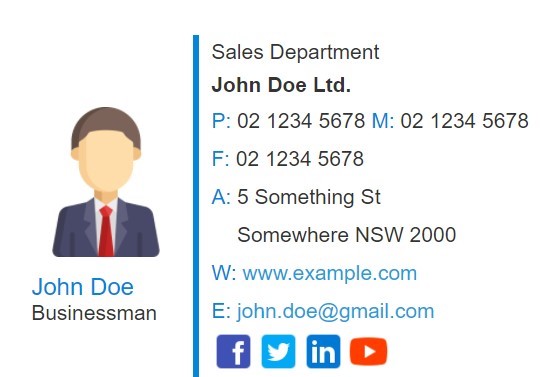 Sales Department
John Doe Ltd.
P: 02 1234 5678 M: 02 1234 5678
F: 02 1234 5678
A: 5 Something St
Somewhere NSW 2000
W: www.example.com
E: john.doe@gmail.com
John Doe
Businessman
f
in